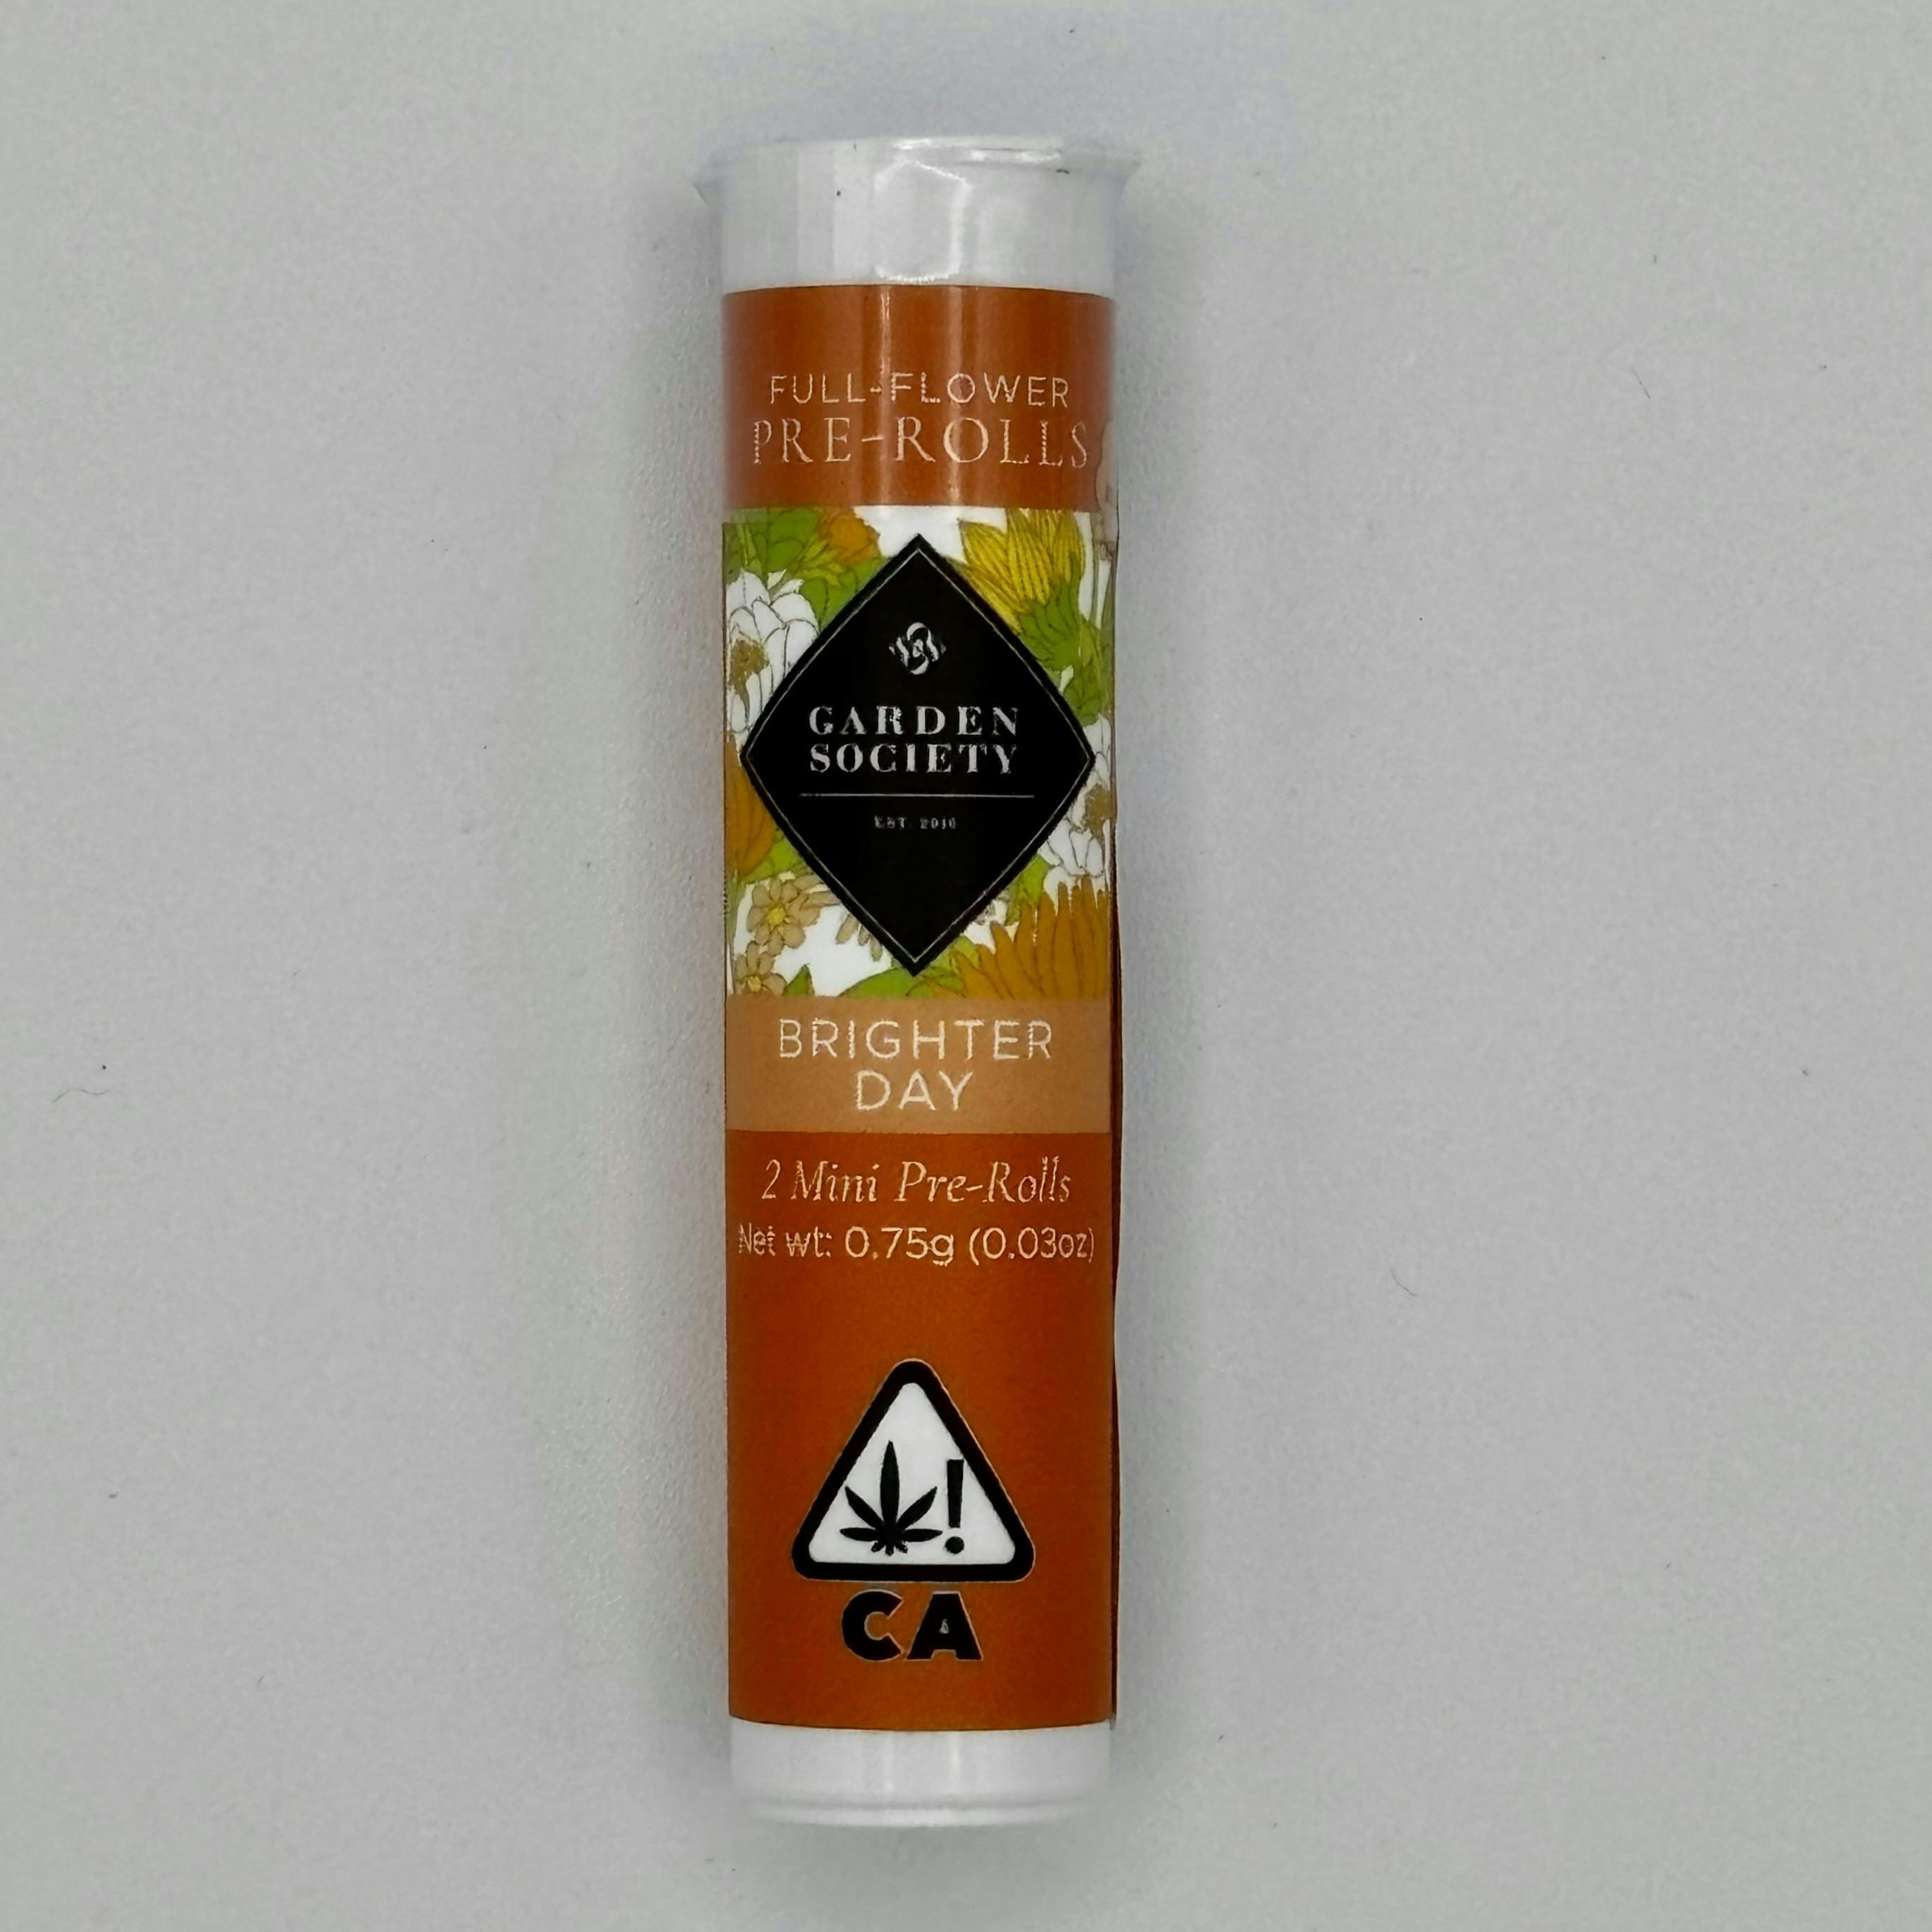 FULL-FLOWER
PRE-ROLLS
GARDEN
SOCIETY
EST. 2016
BRIGHTER
DAY
2 Mini Pre-Rolls
Net wt: 0.75g (0.03oz)
!
CA